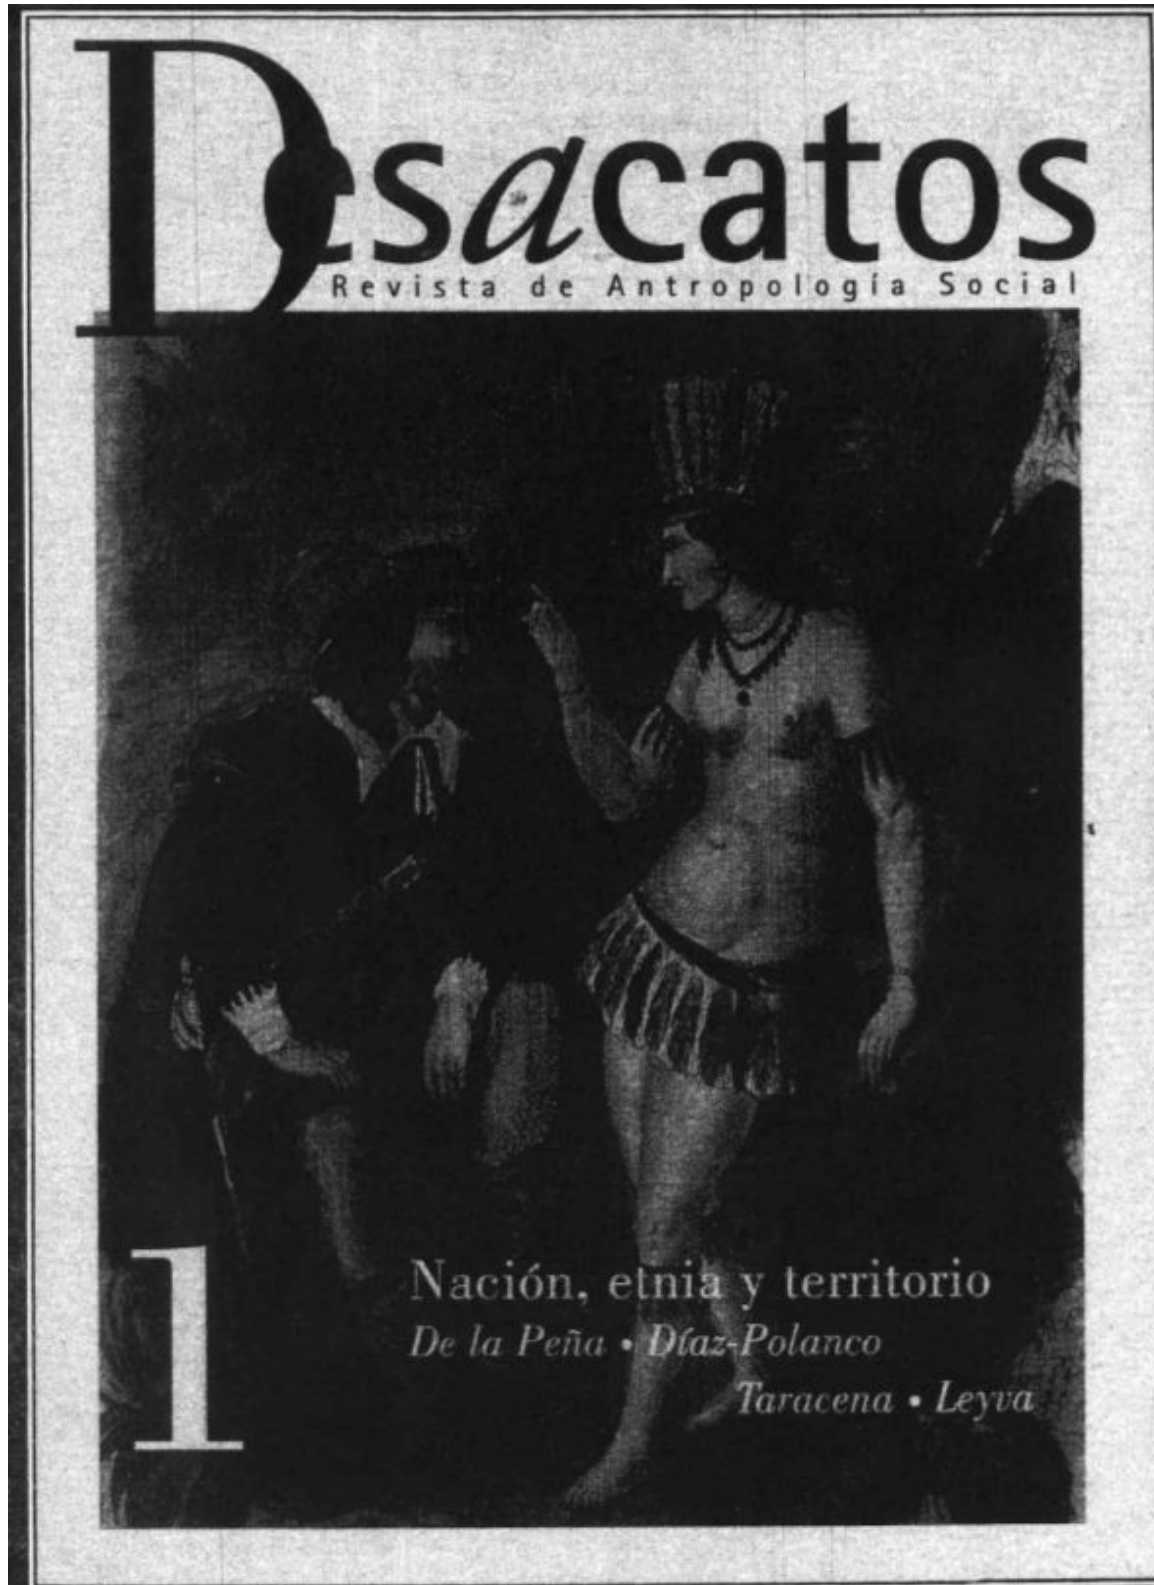 Desacatos
Revista de Antropología Social
1
Nación, etnia y territorio
De la Peña • Díaz-Polanco
Taracena • Leyva